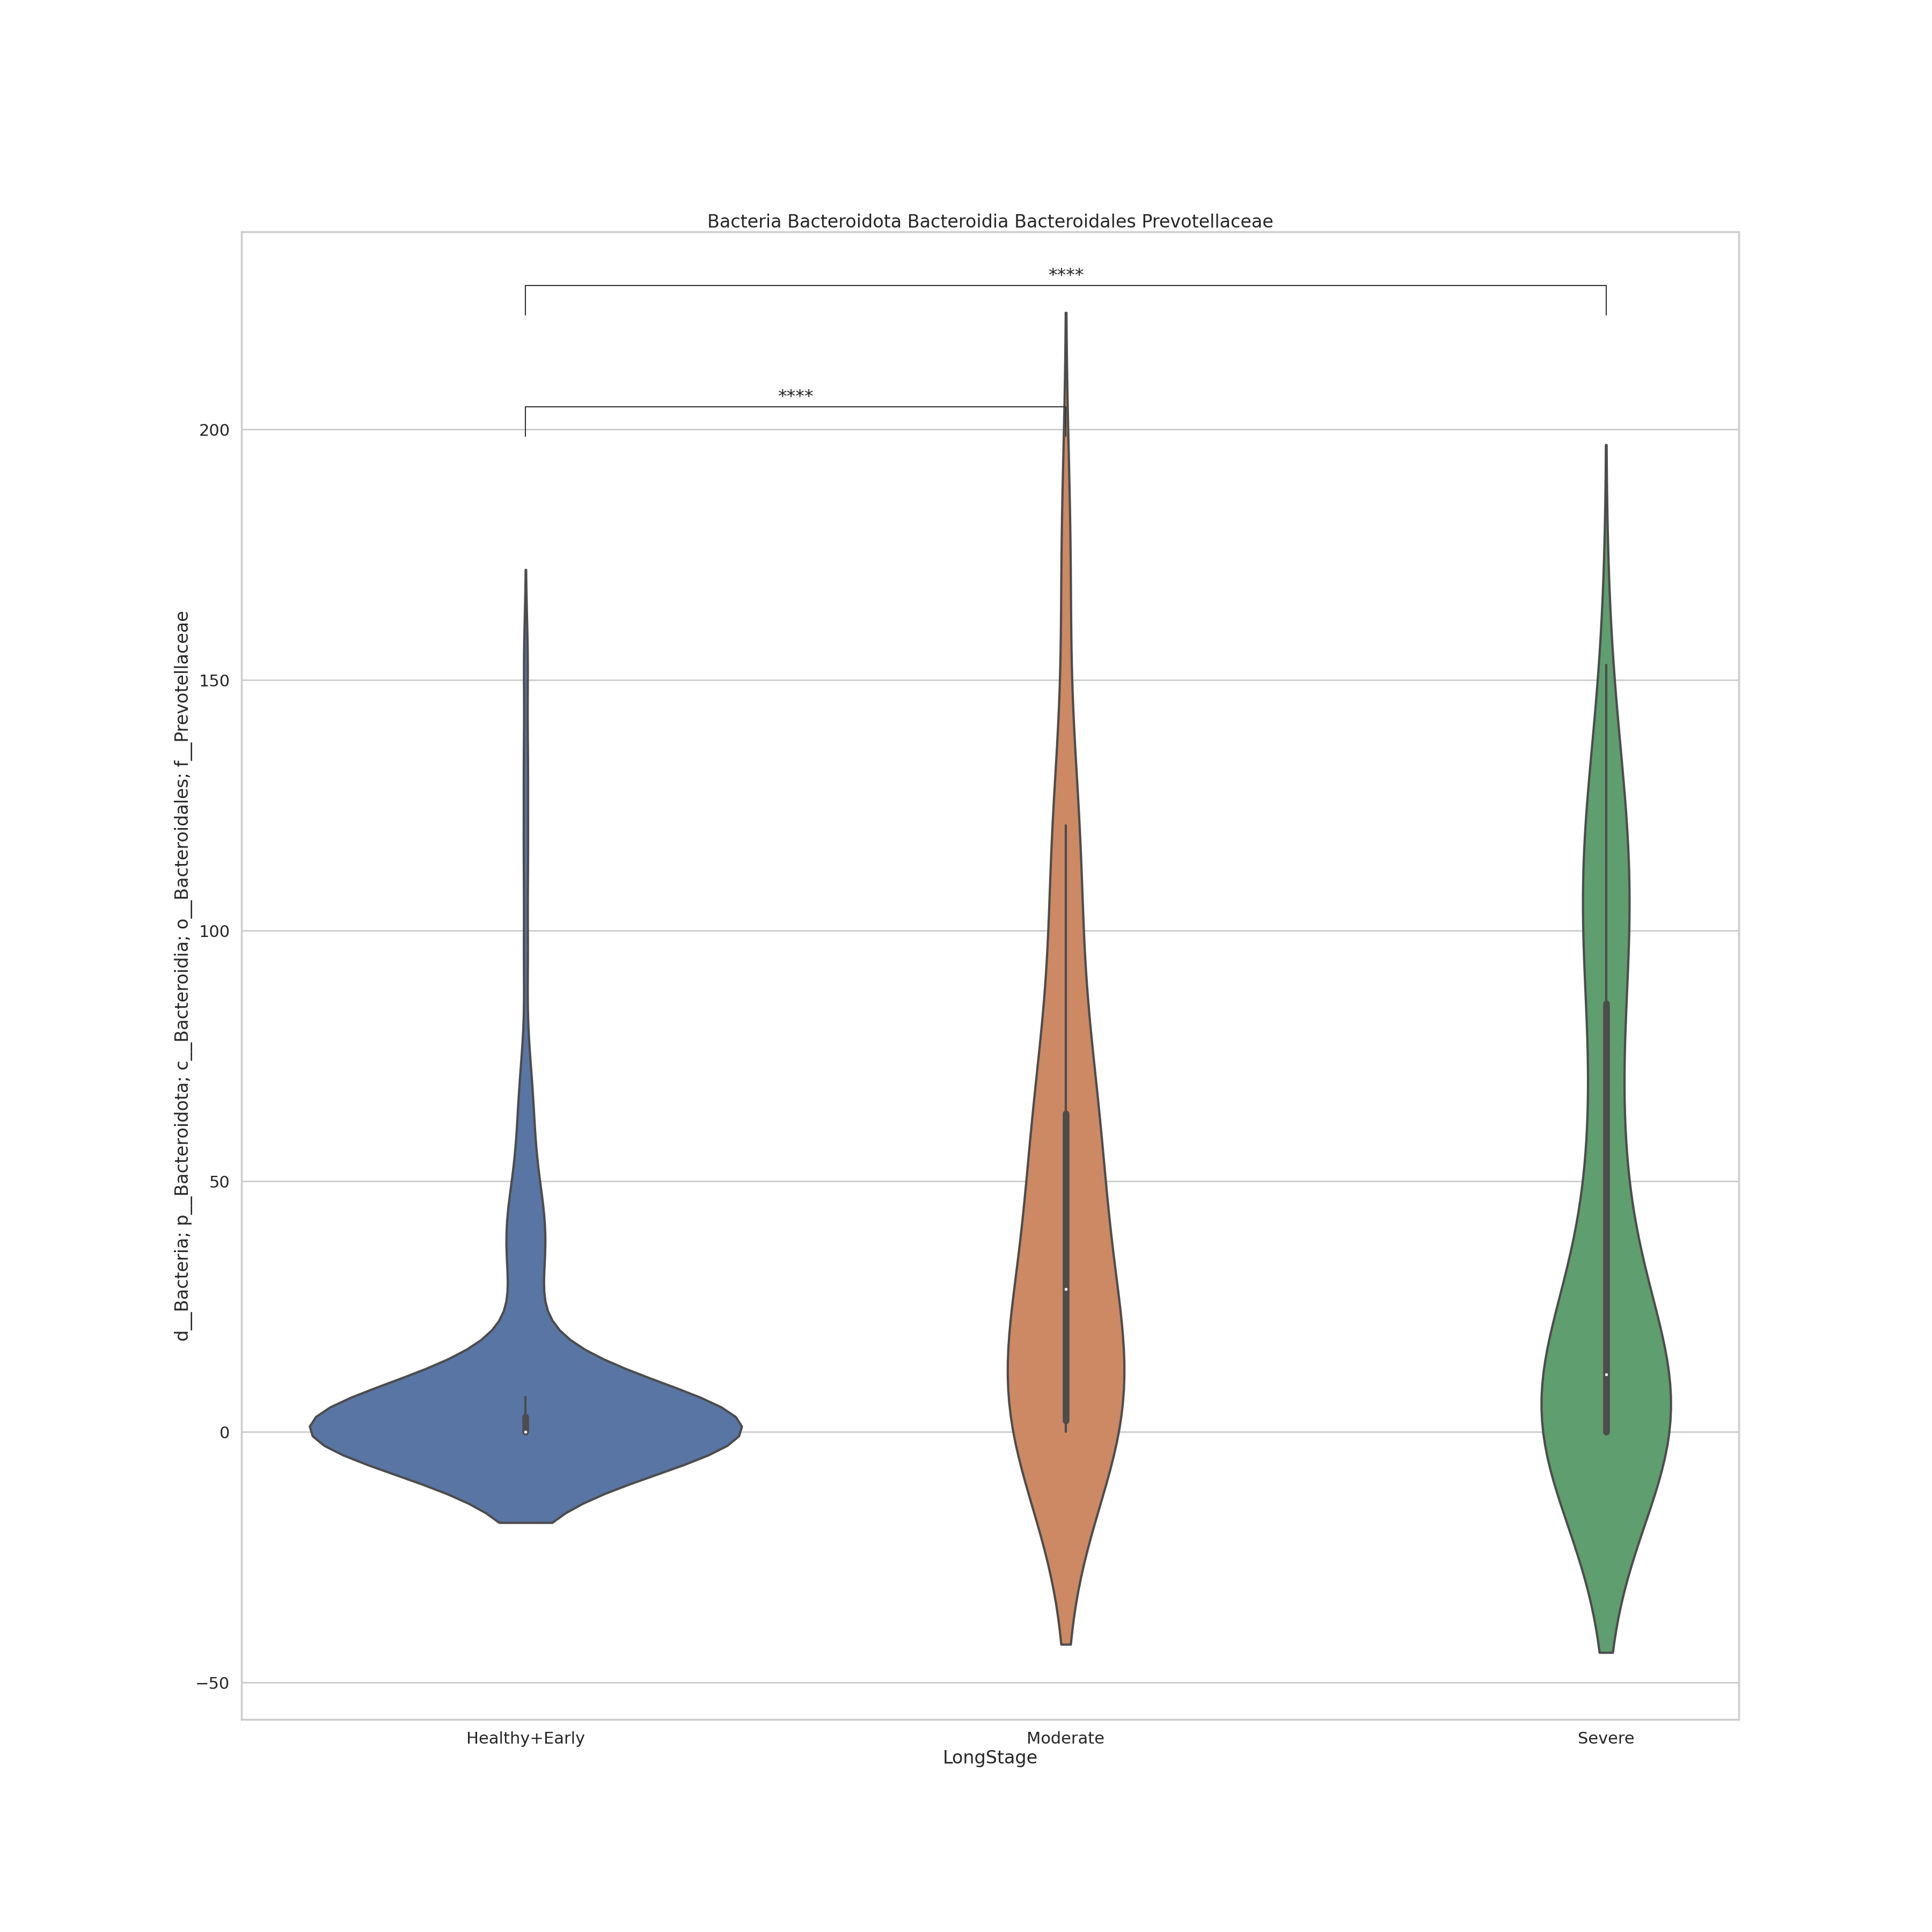 Bacteria Bacteroidota Bacteroidia Bacteroidales Prevotellaceae
****
****
d__Bacteria; p__Bacteroidota; c__Bacteroidia; o__Bacteroidales; f__Prevotellaceae
200
150
100
50
0
−50
Healthy+Early
Moderate
Severe
LongStage